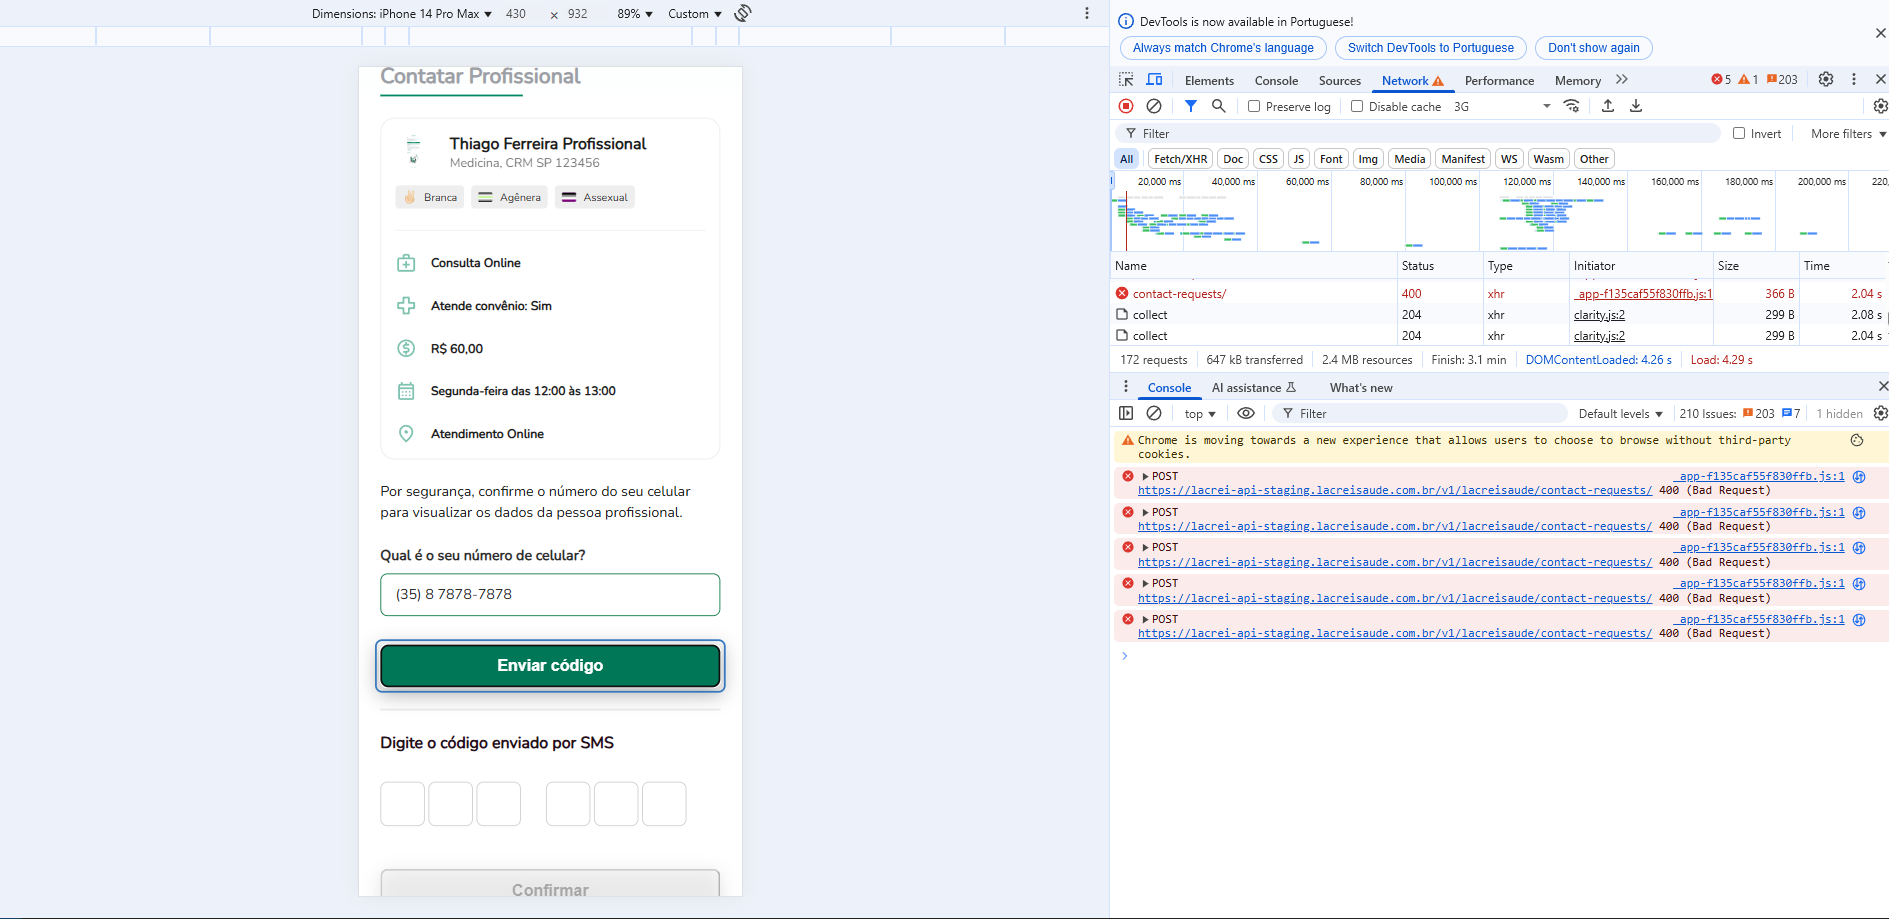 Dimensions: iPhone 14 Pro Max ▼ 430 × 932 89% ▼ Custom ▼
Contatar Profissional
Thiago Ferreira Profissional
Medicina, CRM SP 123456
Branca Agênera Assexual
Consulta Online
Atende convênio: Sim
R$ 60,00
Segunda-feira das 12:00 às 13:00
Atendimento Online
Por segurança, confirme o número do seu celular
para visualizar os dados da pessoa profissional.
Qual é o seu número de celular?
(35) 8 7878-7878
Enviar código
Digite o código enviado por SMS
Confirmar
DevTools is now available in Portuguese!
Always match Chrome's language Switch DevTools to Portuguese Don't show again
Elements Console Sources Network Performance Memory 5 1 203
Preserve log Disable cache 3G
Filter Invert More filters ▼
All Fetch/XHR Doc CSS JS Font Img Media Manifest WS Wasm Other
20,000 ms 40,000 ms 60,000 ms 80,000 ms 100,000 ms 120,000 ms 140,000 ms 160,000 ms 180,000 ms 200,000 ms 220,
Name Status Type Initiator Size Time
contact-requests/ 400 xhr _app-f135caf55f830ffb.js:1 366 B 2.04 s
collect 204 xhr clarity.js:2 299 B 2.08 s
collect 204 xhr clarity.js:2 299 B 2.04 s
172 requests 647 kB transferred 2.4 MB resources Finish: 3.1 min DOMContentLoaded: 4.26 s Load: 4.29 s
Console AI assistance What's new
top ▼ Filter Default levels ▼ 210 Issues: 203 7 1 hidden
Chrome is moving towards a new experience that allows users to choose to browse without third-party
cookies.
POST _app-f135caf55f830ffb.js:1
https://lacrei-api-staging.lacreisaude.com.br/v1/lacreisaude/contact-requests/ 400 (Bad Request)
POST _app-f135caf55f830ffb.js:1
https://lacrei-api-staging.lacreisaude.com.br/v1/lacreisaude/contact-requests/ 400 (Bad Request)
POST _app-f135caf55f830ffb.js:1
https://lacrei-api-staging.lacreisaude.com.br/v1/lacreisaude/contact-requests/ 400 (Bad Request)
POST _app-f135caf55f830ffb.js:1
https://lacrei-api-staging.lacreisaude.com.br/v1/lacreisaude/contact-requests/ 400 (Bad Request)
POST _app-f135caf55f830ffb.js:1
https://lacrei-api-staging.lacreisaude.com.br/v1/lacreisaude/contact-requests/ 400 (Bad Request)